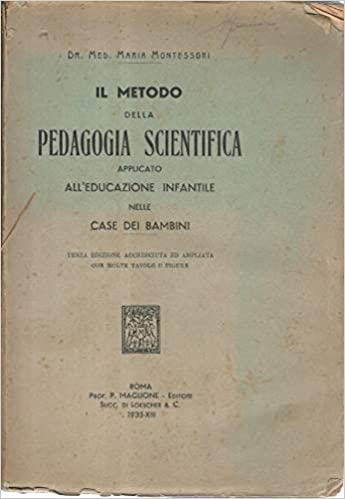 Dr. Med. Maria Montessori
IL METODO
DELLA
PEDAGOGIA SCIENTIFICA
APPLICATO
ALL'EDUCAZIONE INFANTILE
NELLE
CASE DEI BAMBINI
TERZA EDIZIONE ACCRESCIUTA ED AMPLIATA
CON MOLTE TAVOLE E FIGURE
ROMA
Prof. P. MAGLIONE - Editore
Succ. di Loescher & C.
1935-XIII